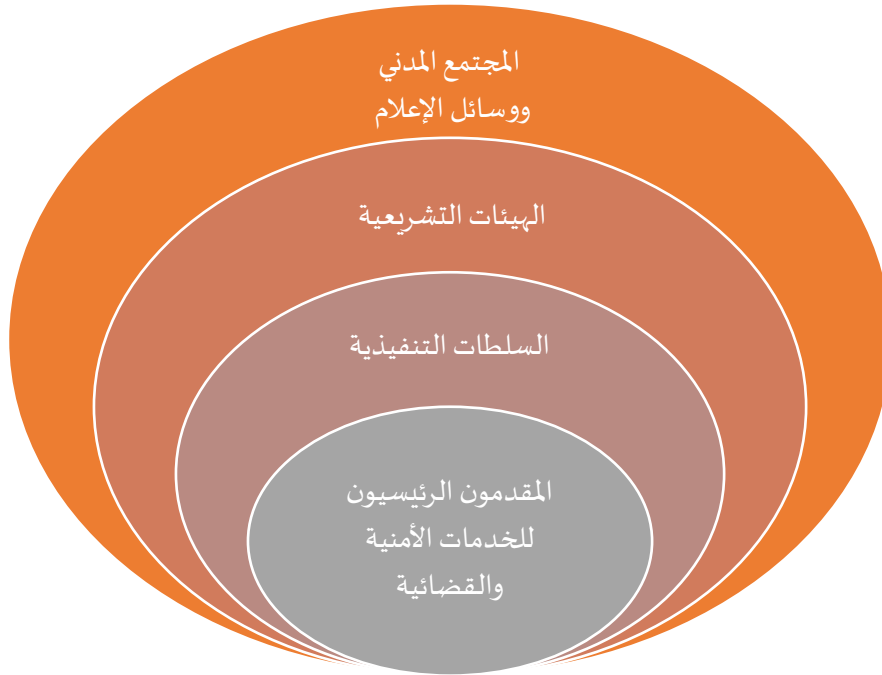 المجتمع المدني
ووسائل الإعلام
الهيئات التشريعية
السلطات التنفيذية
المقدمون الرئيسيون
للخدمات الأمنية
والقضائية